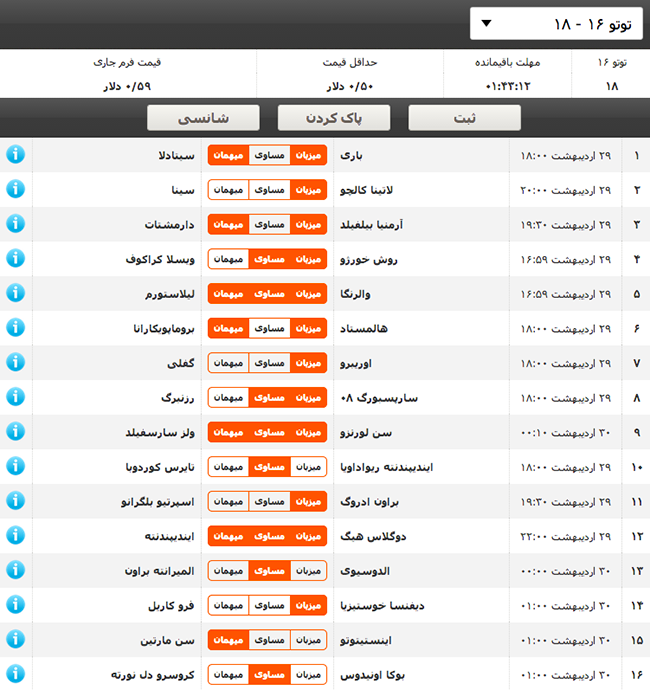 توتو ۱۶ - ۱۸
توتو ۱۶ مهلت باقیمانده حداقل قیمت قیمت فرم جاری
۱۸ ۰۱:۴۳:۱۲ ۰/۵۰ دلار ۰/۵۹ دلار
ثبت پاک کردن شانسی
۱ ۲۹ اردیبهشت ۱۸:۰۰ باری میزبان مساوی میهمان سیتادلا
۲ ۲۹ اردیبهشت ۲۰:۰۰ لاتینا کالچو میزبان مساوی میهمان سینا
۳ ۲۹ اردیبهشت ۱۹:۳۰ آرمنیا بیلفیلد میزبان مساوی میهمان دارمشتات
۴ ۲۹ اردیبهشت ۱۶:۵۹ روش خورزو میزبان مساوی میهمان ویسلا کراکوف
۵ ۲۹ اردیبهشت ۱۶:۵۹ والرنگا میزبان مساوی میهمان لیلاستورم
۶ ۲۹ اردیبهشت ۱۸:۰۰ هالمستاد میزبان مساوی میهمان بروماپویکارانا
۷ ۲۹ اردیبهشت ۱۸:۰۰ اوریبرو میزبان مساوی میهمان گفلی
۸ ۲۹ اردیبهشت ۱۸:۰۰ سارپسبورگ ۰۸ میزبان مساوی میهمان رزنبرگ
۹ ۳۰ اردیبهشت ۰۰:۱۰ سن لورنزو میزبان مساوی میهمان ولز سارسفیلد
۱۰ ۲۹ اردیبهشت ۱۸:۰۰ ایندیپندنته ریواداویا میزبان مساوی میهمان تایرس کوردوبا
۱۱ ۲۹ اردیبهشت ۱۹:۳۰ براون ادروگ میزبان مساوی میهمان اسپرتیو بلگرانو
۱۲ ۲۹ اردیبهشت ۲۲:۰۰ دوگلاس هیگ میزبان مساوی میهمان ایندیپندنته
۱۳ ۳۰ اردیبهشت ۰۰:۰۰ الدوسیوی میزبان مساوی میهمان المیرانته براون
۱۴ ۳۰ اردیبهشت ۰۱:۰۰ دیفنسا خوستیزیا میزبان مساوی میهمان فرو کاریل
۱۵ ۳۰ اردیبهشت ۰۱:۰۰ اینستیتوتو میزبان مساوی میهمان سن مارتین
۱۶ ۳۰ اردیبهشت ۰۱:۰۰ بوکا اونیدوس میزبان مساوی میهمان کروسرو دل نورته